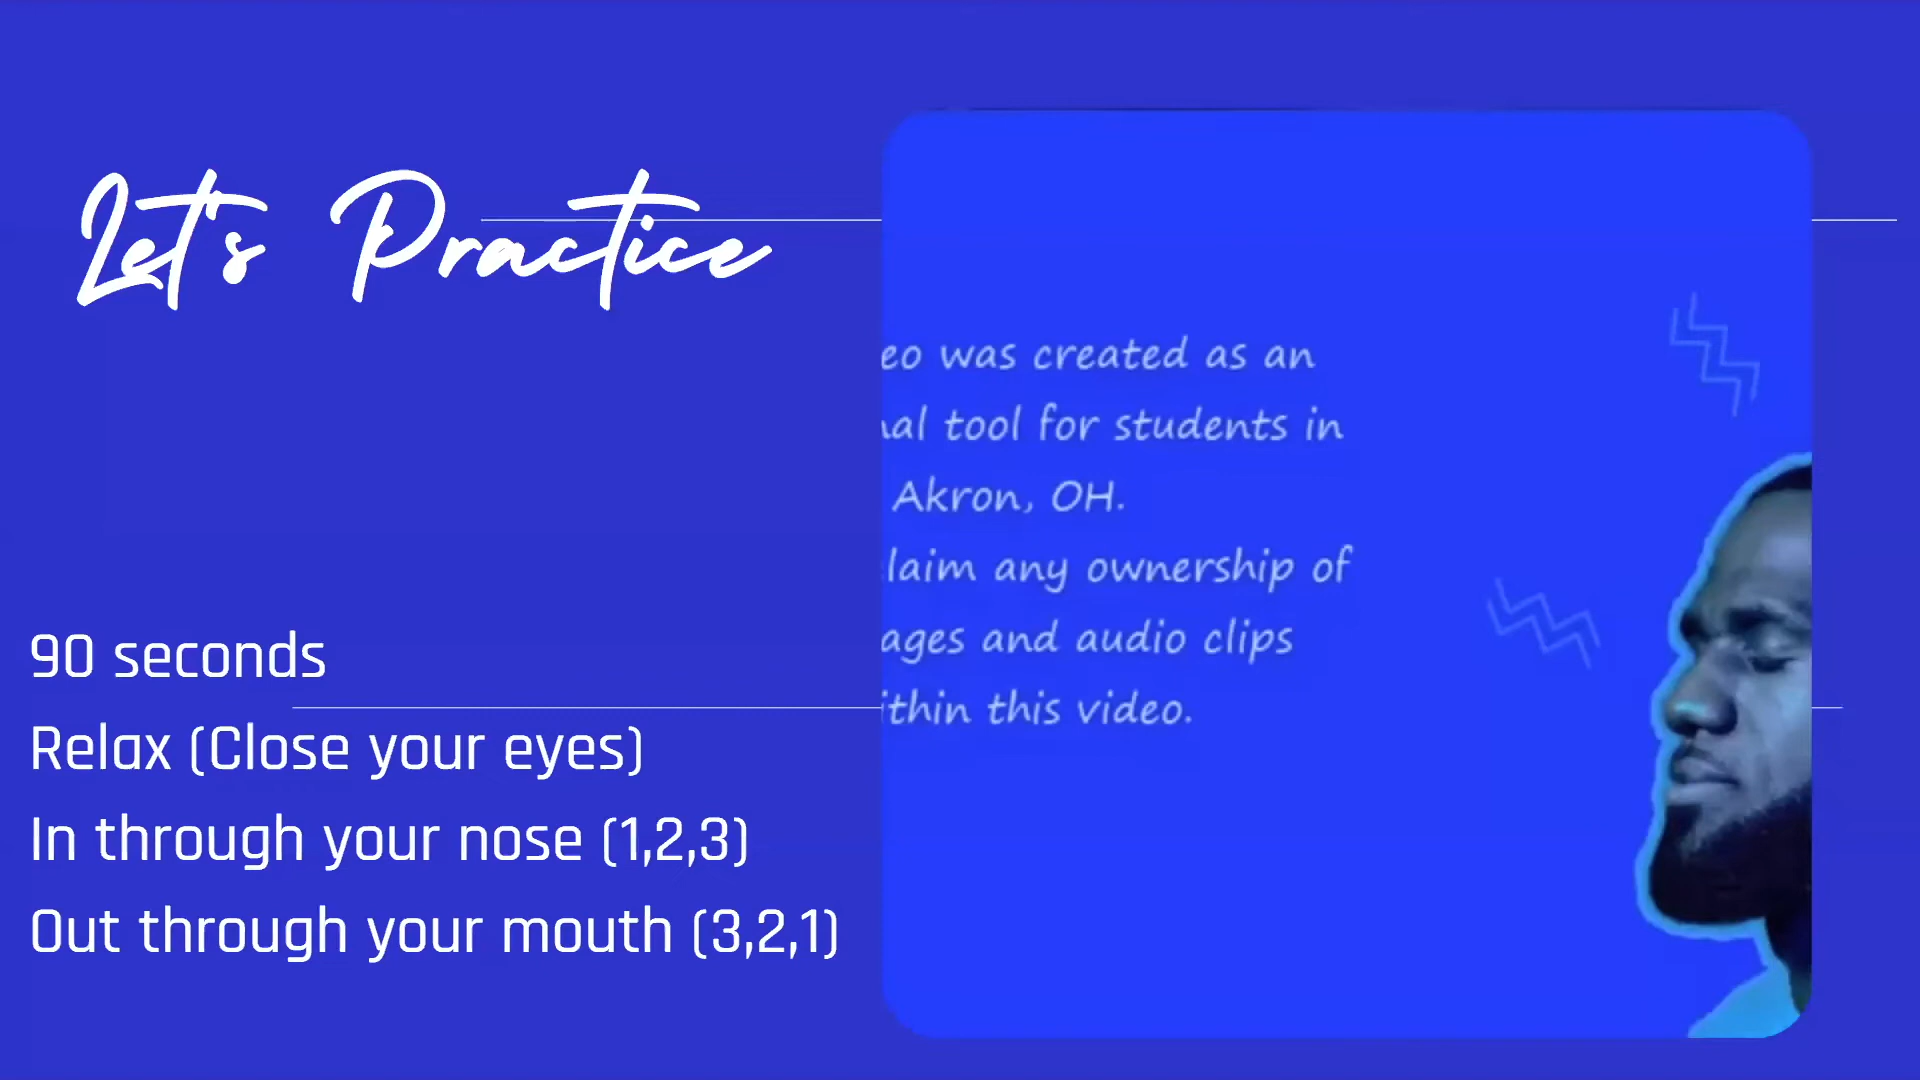 Let's Practice
90 seconds
Relax (Close your eyes)
In through your nose (1,2,3)
Out through your mouth (3,2,1)
eo was created as an
nal tool for students in
Akron, OH.
laim any ownership of
ages and audio clips
ithin this video.